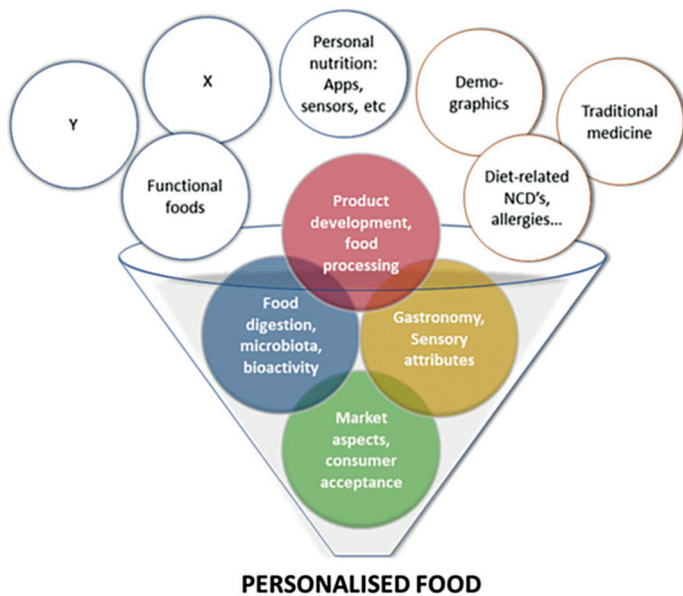 Y
X
Personal
nutrition:
Apps,
sensors, etc
Demo-
graphics
Traditional
medicine
Functional
foods
Diet-related
NCD's,
allergies...
Product
development,
food
processing
Food
digestion,
microbiota,
bioactivity
Gastronomy,
Sensory
attributes
Market
aspects,
consumer
acceptance
PERSONALISED FOOD